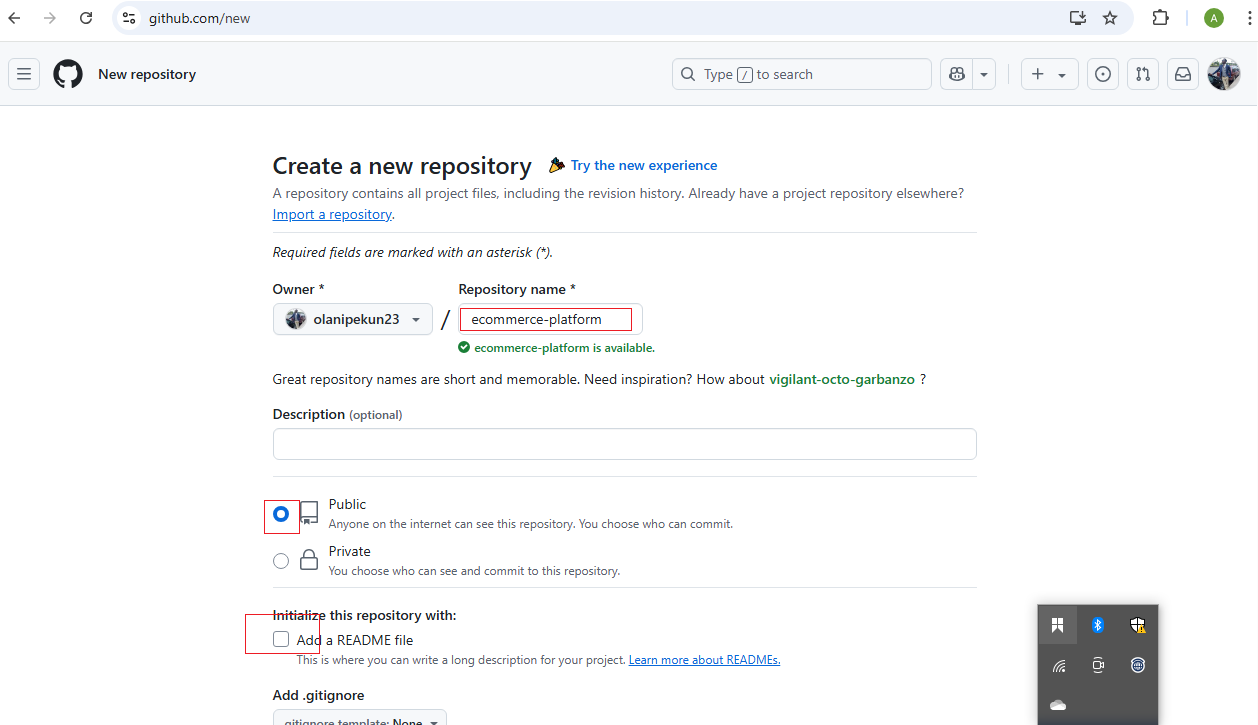 github.com/new
A
New repository
Type / to search
Create a new repository
Try the new experience
A repository contains all project files, including the revision history. Already have a project repository elsewhere?
Import a repository.
Required fields are marked with an asterisk (*).
Owner *
Repository name *
olanipekun23
/
ecommerce-platform
ecommerce-platform is available.
Great repository names are short and memorable. Need inspiration? How about vigilant-octo-garbanzo ?
Description (optional)
Public
Anyone on the internet can see this repository. You choose who can commit.
Private
You choose who can see and commit to this repository.
Initialize this repository with:
Add a README file
This is where you can write a long description for your project. Learn more about READMEs.
Add .gitignore
.gitignore template: None